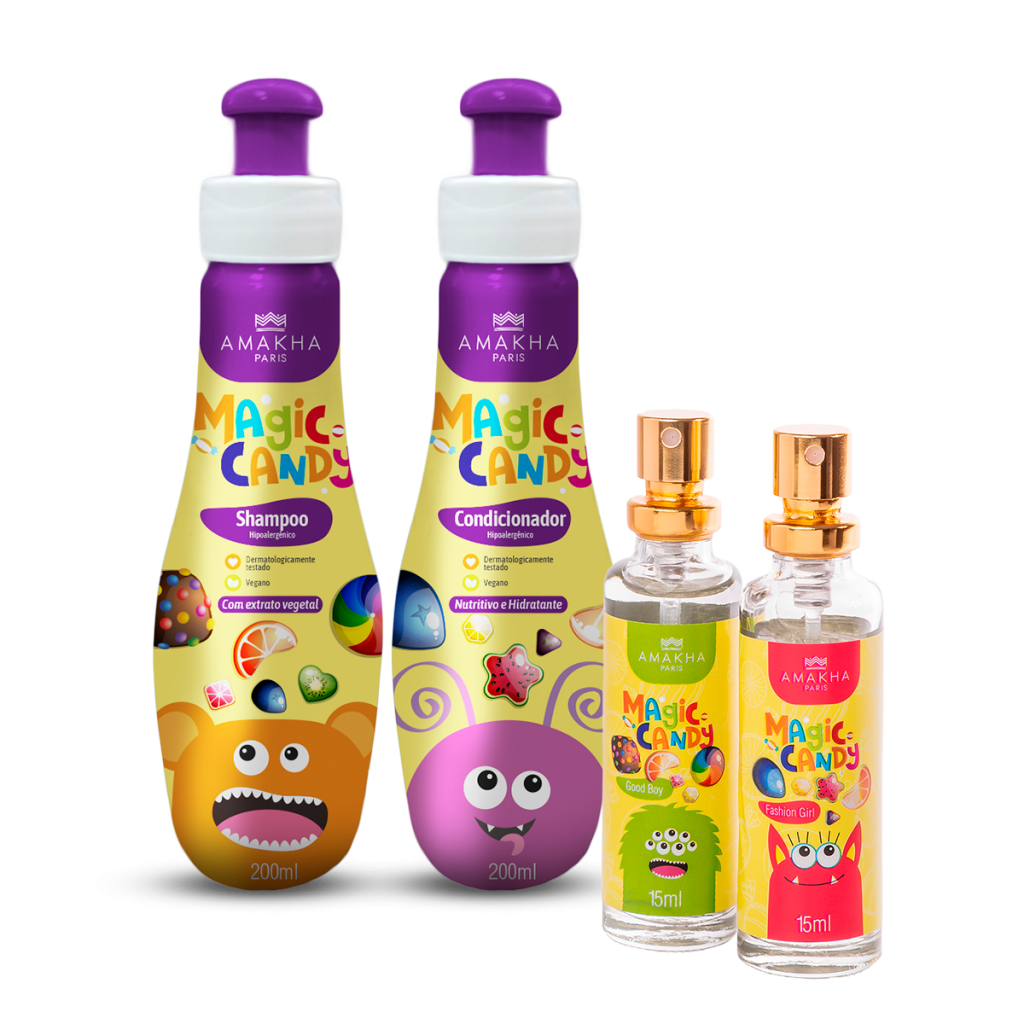 AMAKHA
PARIS
MAgiC
CANDy
Shampoo
Hipoalergênico
Dermatologicamente
testado
Vegano
Com extrato vegetal
200ml
AMAKHA
PARIS
MAgiC
CANDy
Condicionador
Hipoalergênico
Dermatologicamente
testado
Vegano
Nutritivo e Hidratante
200ml
AMAKHA
PARIS
MAgiC
CANDy
Good Boy
15ml
AMAKHA
PARIS
MAgiC
CANDy
Fashion Girl
15ml